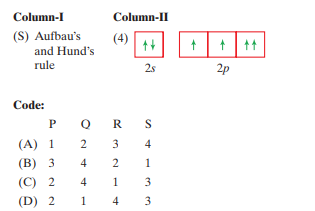 Column-I Column-II
(S) Aufbau's (4) ↑↓ ↑ ↑ ↑↑
and Hund's
rule 2s 2p
Code:
P Q R S
(A) 1 2 3 4
(B) 3 4 2 1
(C) 2 4 1 3
(D) 2 1 4 3